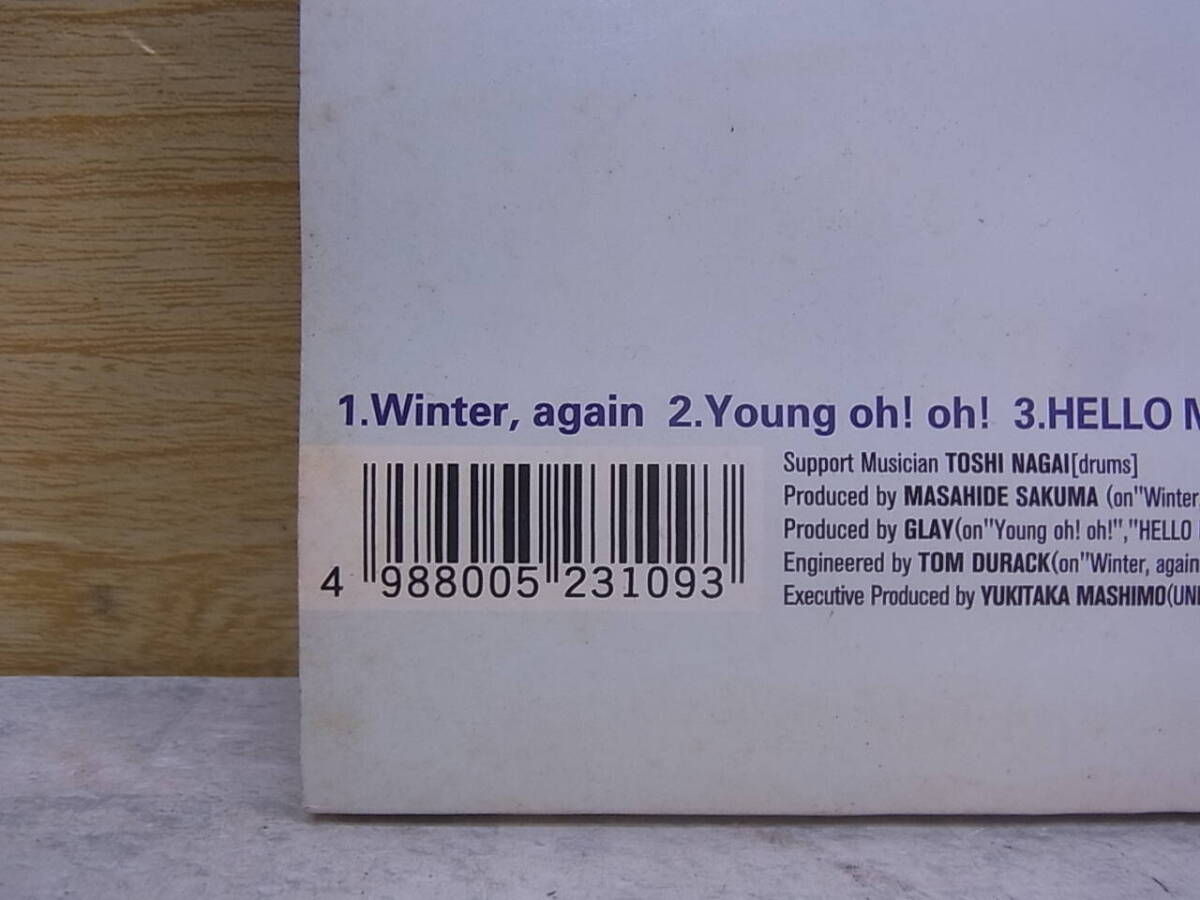 1.Winter, again 2.Young oh! oh! 3.HELLO
Support Musician TOSHI NAGAI[drums]
Produced by MASAHIDE SAKUMA (on"Winter,
Produced by GLAY(on"Young oh! oh!","HELLO
Engineered by TOM DURACK(on"Winter, again
Executive Produced by YUKITAKA MASHIMO(UNI
4 988005 231093